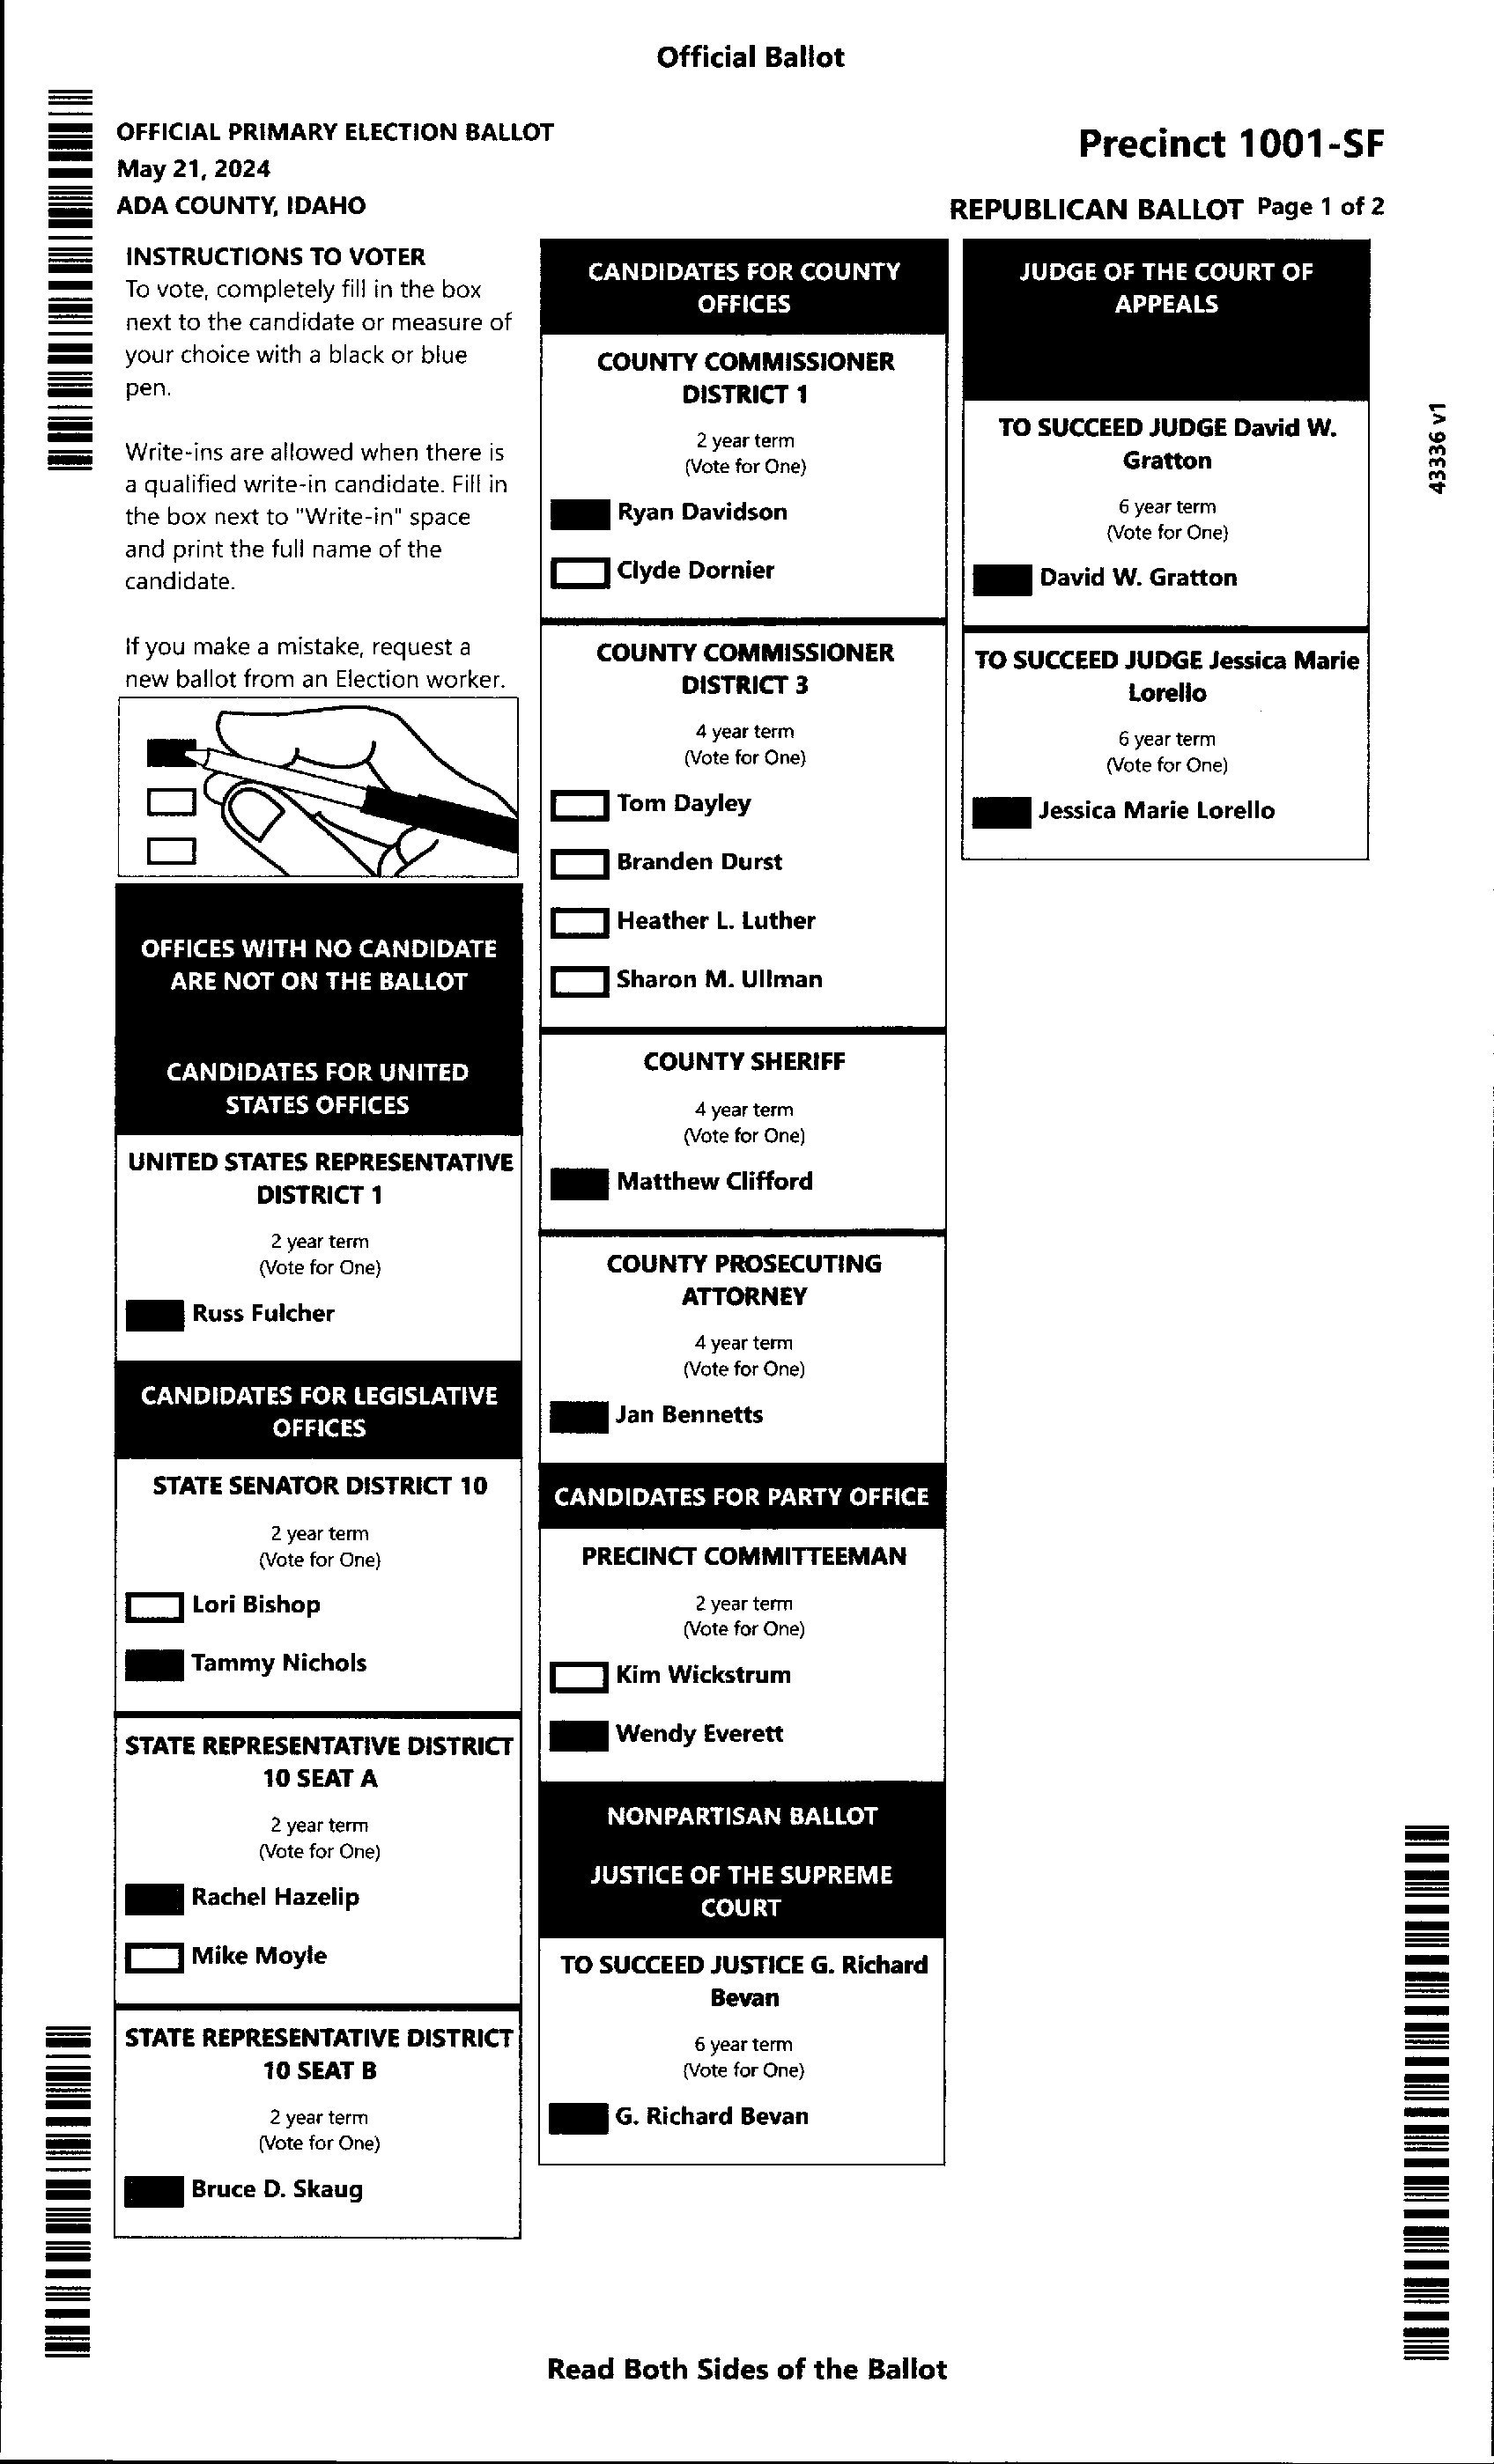 Official Ballot
OFFICIAL PRIMARY ELECTION BALLOT
May 21, 2024
ADA COUNTY, IDAHO
Precinct 1001-SF
REPUBLICAN BALLOT Page 1 of 2
INSTRUCTIONS TO VOTER
To vote, completely fill in the box
next to the candidate or measure of
your choice with a black or blue
pen.
Write-ins are allowed when there is
a qualified write-in candidate. Fill in
the box next to "Write-in" space
and print the full name of the
candidate.
If you make a mistake, request a
new ballot from an Election worker.
OFFICES WITH NO CANDIDATE
ARE NOT ON THE BALLOT
CANDIDATES FOR UNITED
STATES OFFICES
UNITED STATES REPRESENTATIVE
DISTRICT 1
2 year term
(Vote for One)
Russ Fulcher
CANDIDATES FOR LEGISLATIVE
OFFICES
STATE SENATOR DISTRICT 10
2 year term
(Vote for One)
Lori Bishop
Tammy Nichols
STATE REPRESENTATIVE DISTRICT
10 SEAT A
2 year term
(Vote for One)
Rachel Hazelip
Mike Moyle
STATE REPRESENTATIVE DISTRICT
10 SEAT B
2 year term
(Vote for One)
Bruce D. Skaug
CANDIDATES FOR COUNTY
OFFICES
COUNTY COMMISSIONER
DISTRICT 1
2 year term
(Vote for One)
Ryan Davidson
Clyde Dornier
COUNTY COMMISSIONER
DISTRICT 3
4 year term
(Vote for One)
Tom Dayley
Branden Durst
Heather L. Luther
Sharon M. Ullman
COUNTY SHERIFF
4 year term
(Vote for One)
Matthew Clifford
COUNTY PROSECUTING
ATTORNEY
4 year term
(Vote for One)
Jan Bennetts
CANDIDATES FOR PARTY OFFICE
PRECINCT COMMITTEEMAN
2 year term
(Vote for One)
Kim Wickstrum
Wendy Everett
NONPARTISAN BALLOT
JUSTICE OF THE SUPREME
COURT
TO SUCCEED JUSTICE G. Richard
Bevan
6 year term
(Vote for One)
G. Richard Bevan
JUDGE OF THE COURT OF
APPEALS
TO SUCCEED JUDGE David W.
Gratton
6 year term
(Vote for One)
David W. Gratton
TO SUCCEED JUDGE Jessica Marie
Lorello
6 year term
(Vote for One)
Jessica Marie Lorello
43336 v1
Read Both Sides of the Ballot